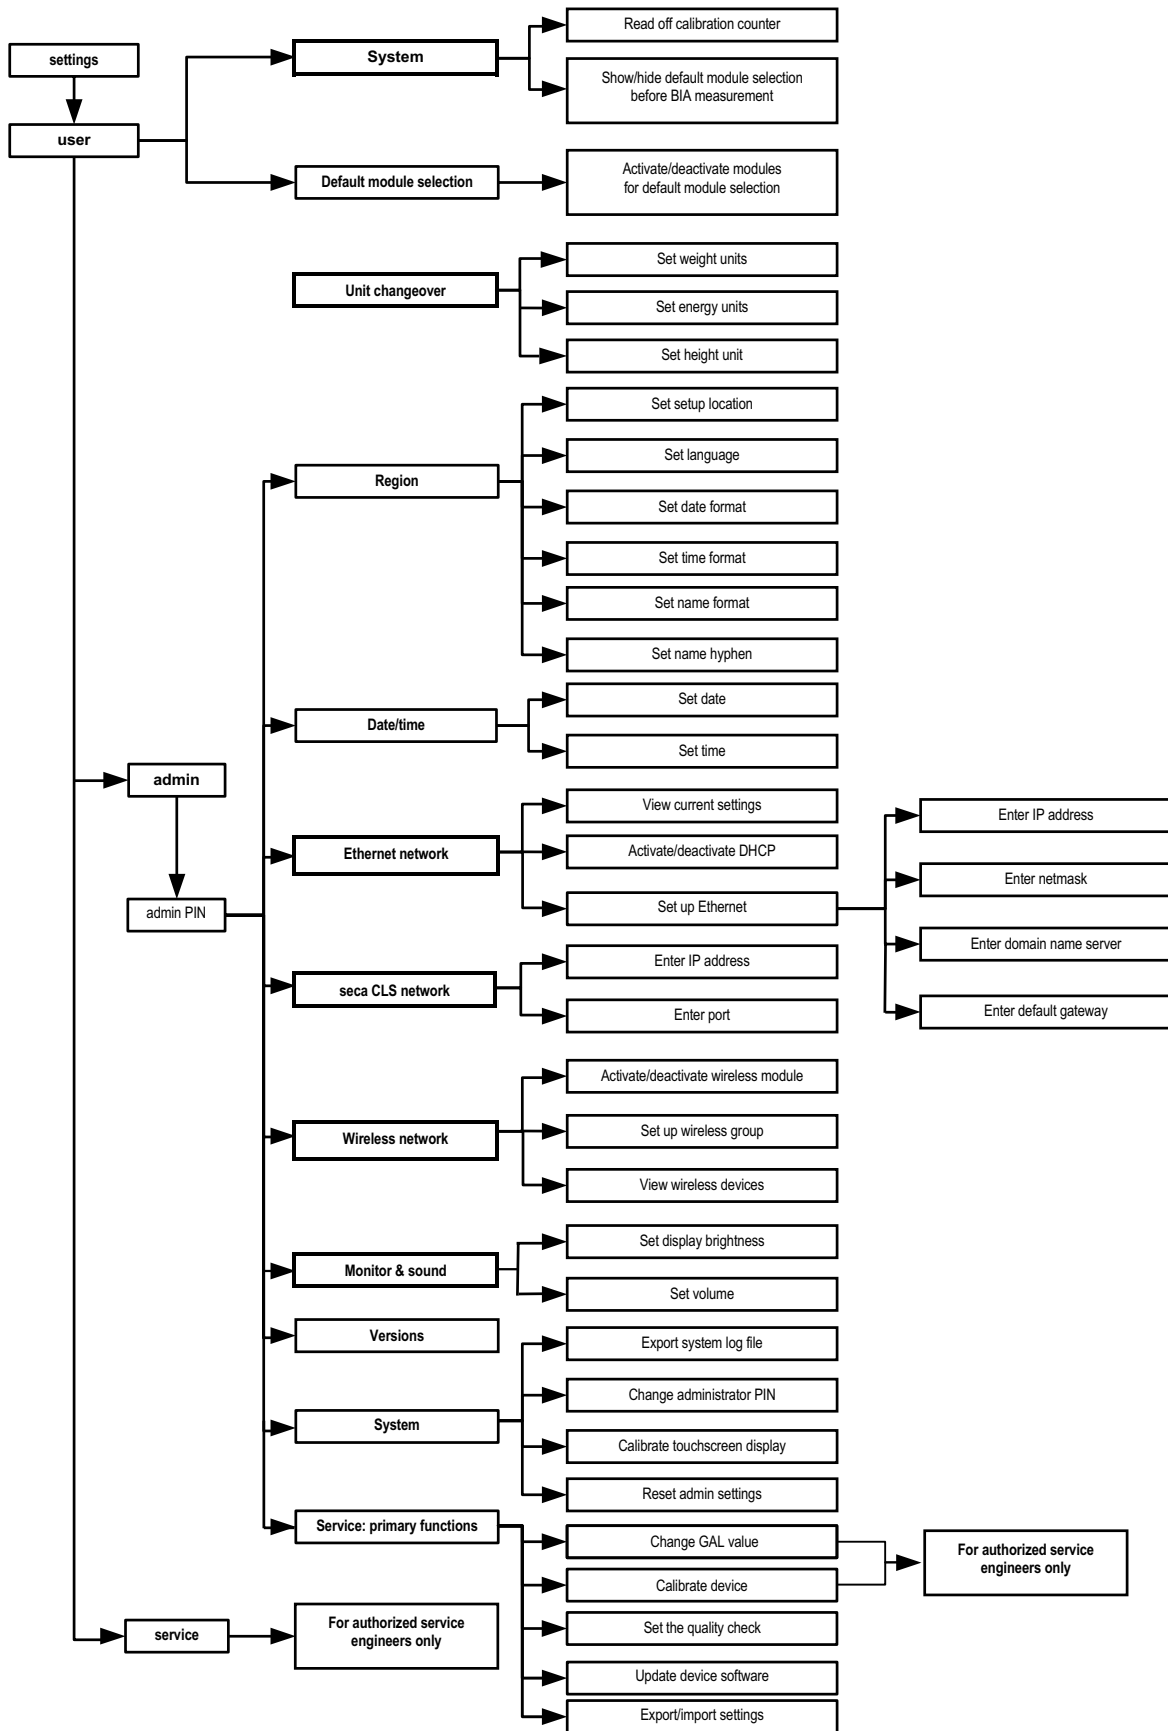 settings
user
System
Read off calibration counter
Show/hide default module selection
before BIA measurement
Default module selection
Activate/deactivate modules
for default module selection
Unit changeover
Set weight units
Set energy units
Set height unit
Region
Set setup location
Set language
Set date format
Set time format
Set name format
Set name hyphen
Date/time
Set date
Set time
admin
admin PIN
Ethernet network
View current settings
Activate/deactivate DHCP
Set up Ethernet
Enter IP address
Enter netmask
Enter domain name server
Enter default gateway
seca CLS network
Enter IP address
Enter port
Wireless network
Activate/deactivate wireless module
Set up wireless group
View wireless devices
Monitor & sound
Set display brightness
Set volume
Versions
System
Export system log file
Change administrator PIN
Calibrate touchscreen display
Reset admin settings
Service: primary functions
Change GAL value
Calibrate device
For authorized service
engineers only
Set the quality check
Update device software
Export/import settings
service
For authorized service
engineers only